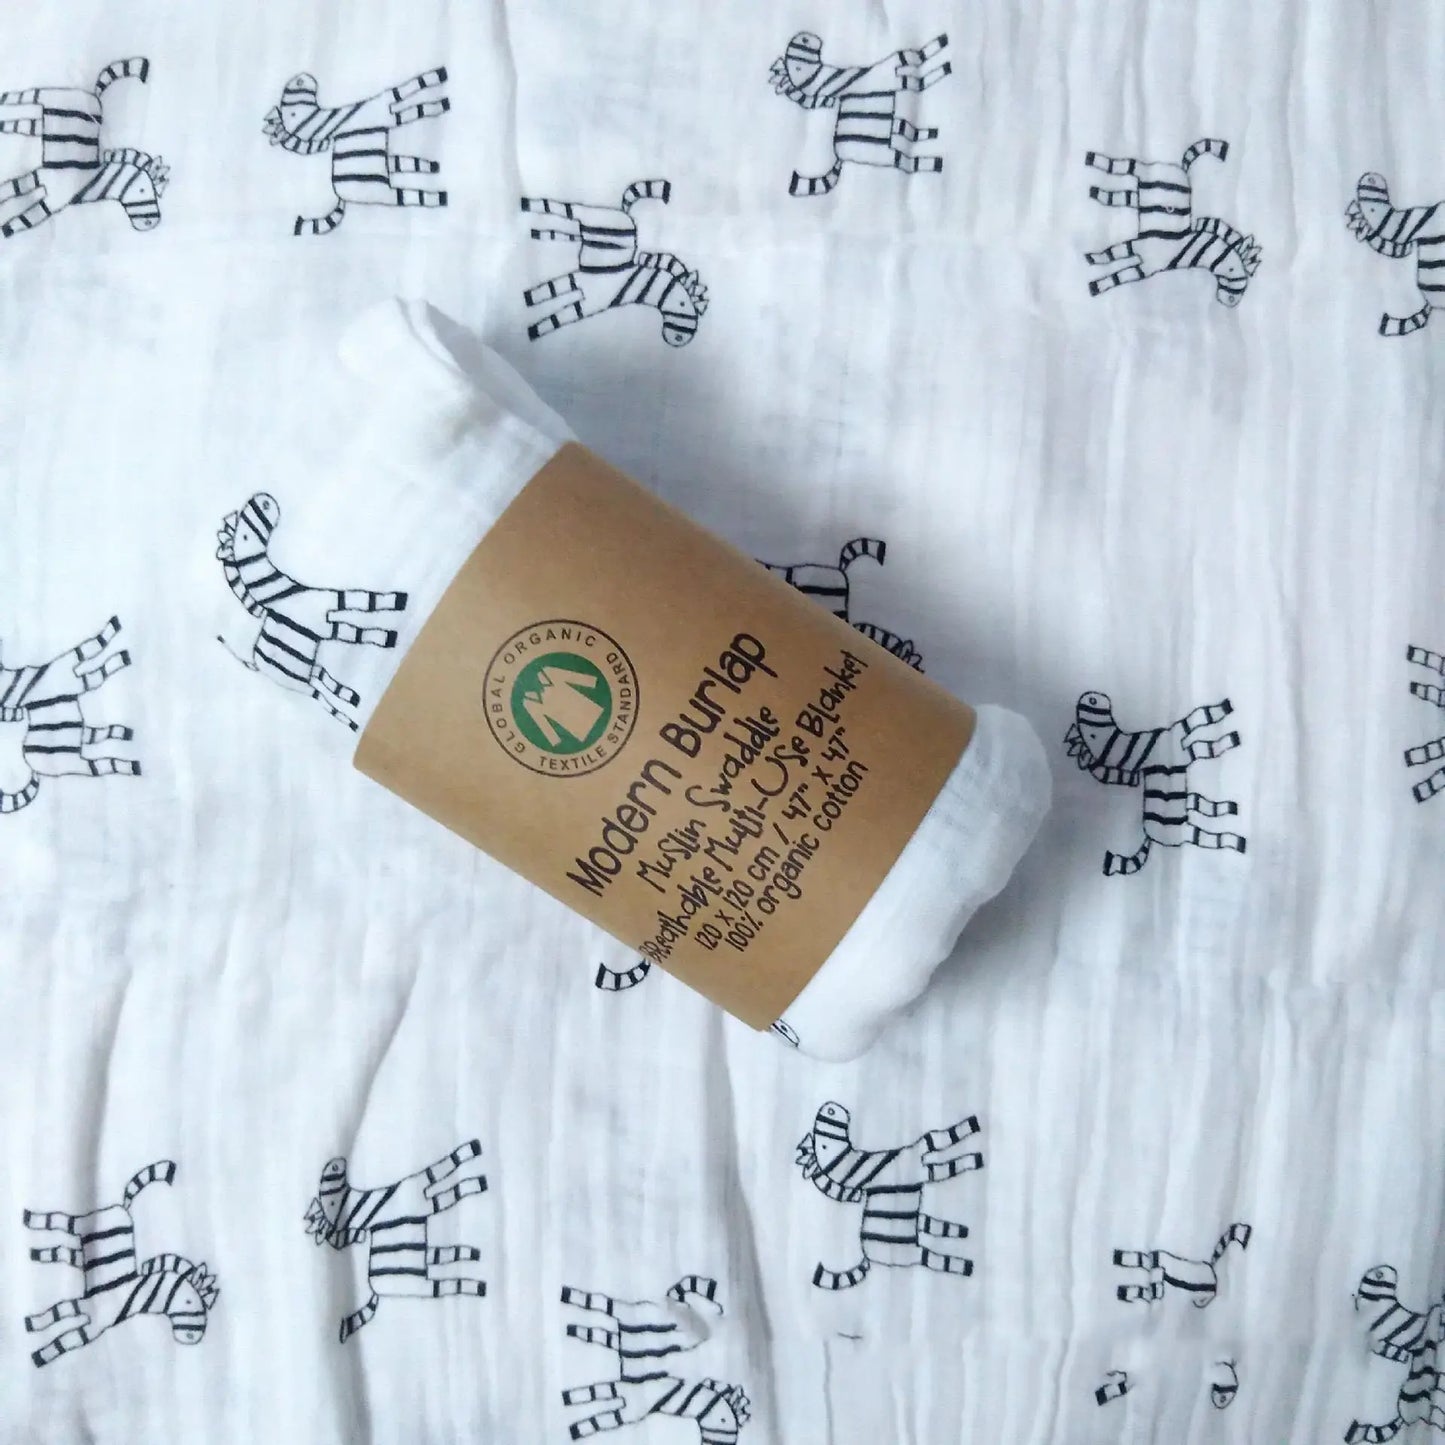 GLOBAL ORGANIC
TEXTILE STANDARD
Modern Burlap
Muslin Swaddle
Breathable Multi-Use Blanket
120 x 120 cm / 47" x 47"
100% organic cotton